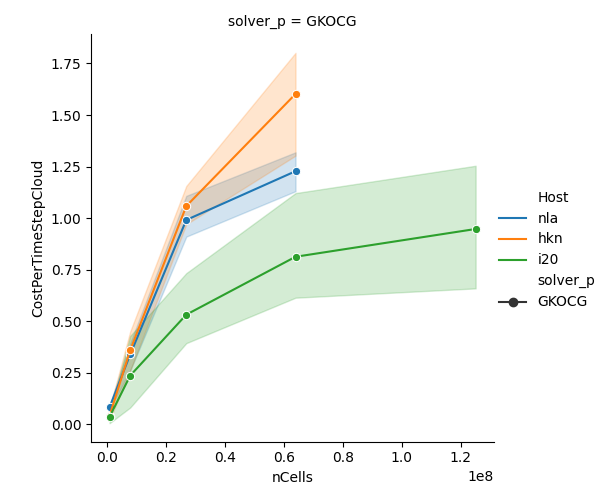 solver_p = GKOCG
CostPerTimeStepCloud
1.75
1.50
1.25
1.00
0.75
0.50
0.25
0.00
0.0 0.2 0.4 0.6 0.8 1.0 1.2
1e8
nCells
Host
nla
hkn
i20
solver_p
GKOCG